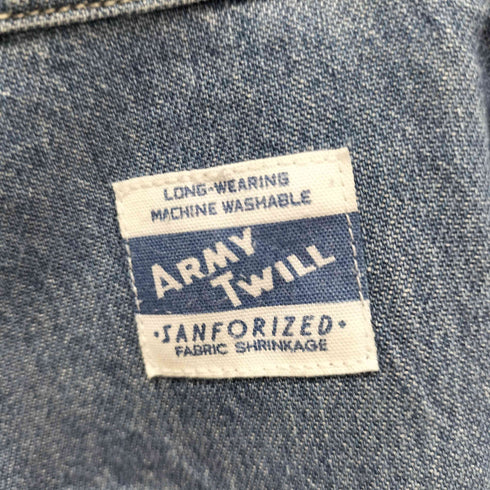 LONG-WEARING
MACHINE WASHABLE
ARMY
TWILL
·SANFORIZED·
FABRIC SHRINKAGE